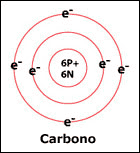 e-
e- e-
6P+
6N
e- e-
e-
Carbono